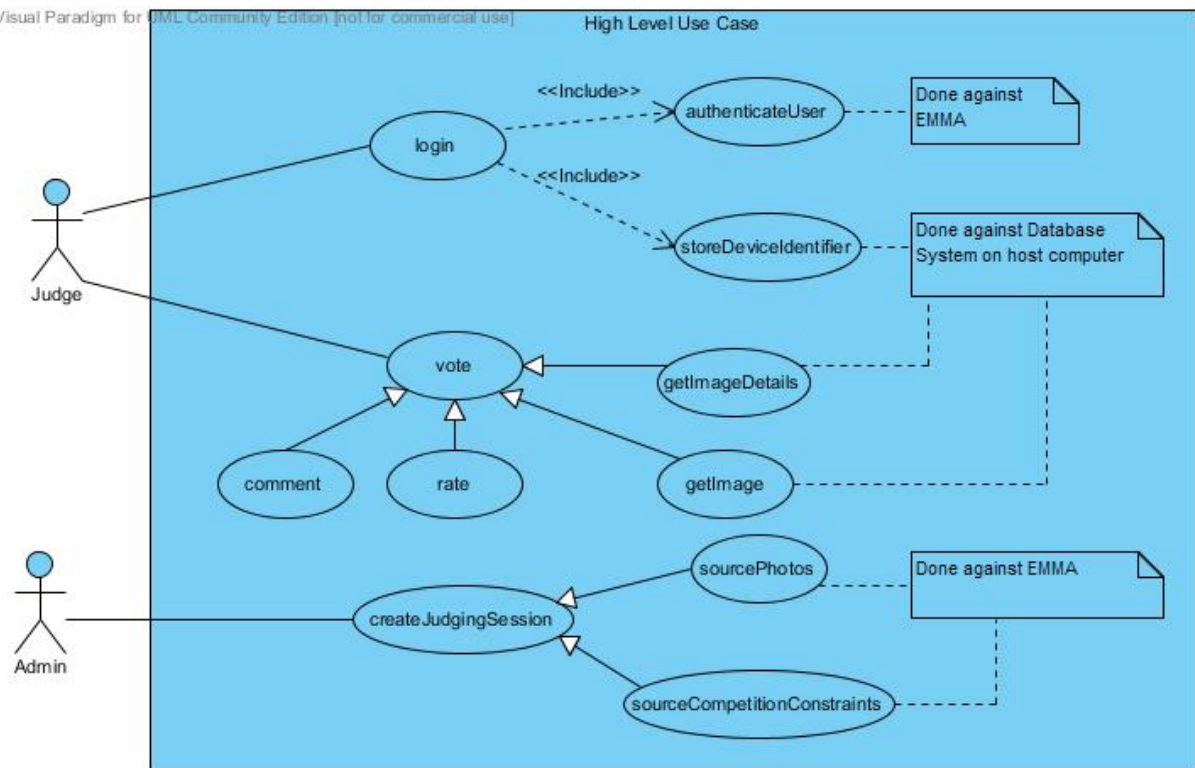 Visual Paradigm for UML Community Edition [not for commercial use]
High Level Use Case
<<Include>>
authenticateUser
Done against
EMMA
login
<<Include>>
storeDeviceIdentifier
Done against Database
System on host computer
Judge
vote
getImageDetails
comment
rate
getImage
sourcePhotos
Done against EMMA
createJudgingSession
Admin
sourceCompetitionConstraints